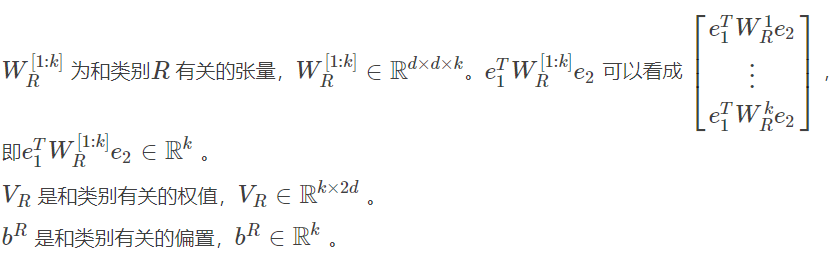 $W_R^{[1:k]}$ 为和类别$R$ 有关的张量，$W_R^{[1:k]} \in \mathbb{R}^{d \times d \times k}$。$e_1^T W_R^{[1:k]} e_2$ 可以看成 $\begin{bmatrix} e_1^T W_R^1 e_2 \\ \vdots \\ e_1^T W_R^k e_2 \end{bmatrix}$，
即$e_1^T W_R^{[1:k]} e_2 \in \mathbb{R}^k$ 。
$V_R$ 是和类别有关的权值，$V_R \in \mathbb{R}^{k \times 2d}$ 。
$b^R$ 是和类别有关的偏置，$b^R \in \mathbb{R}^k$ 。